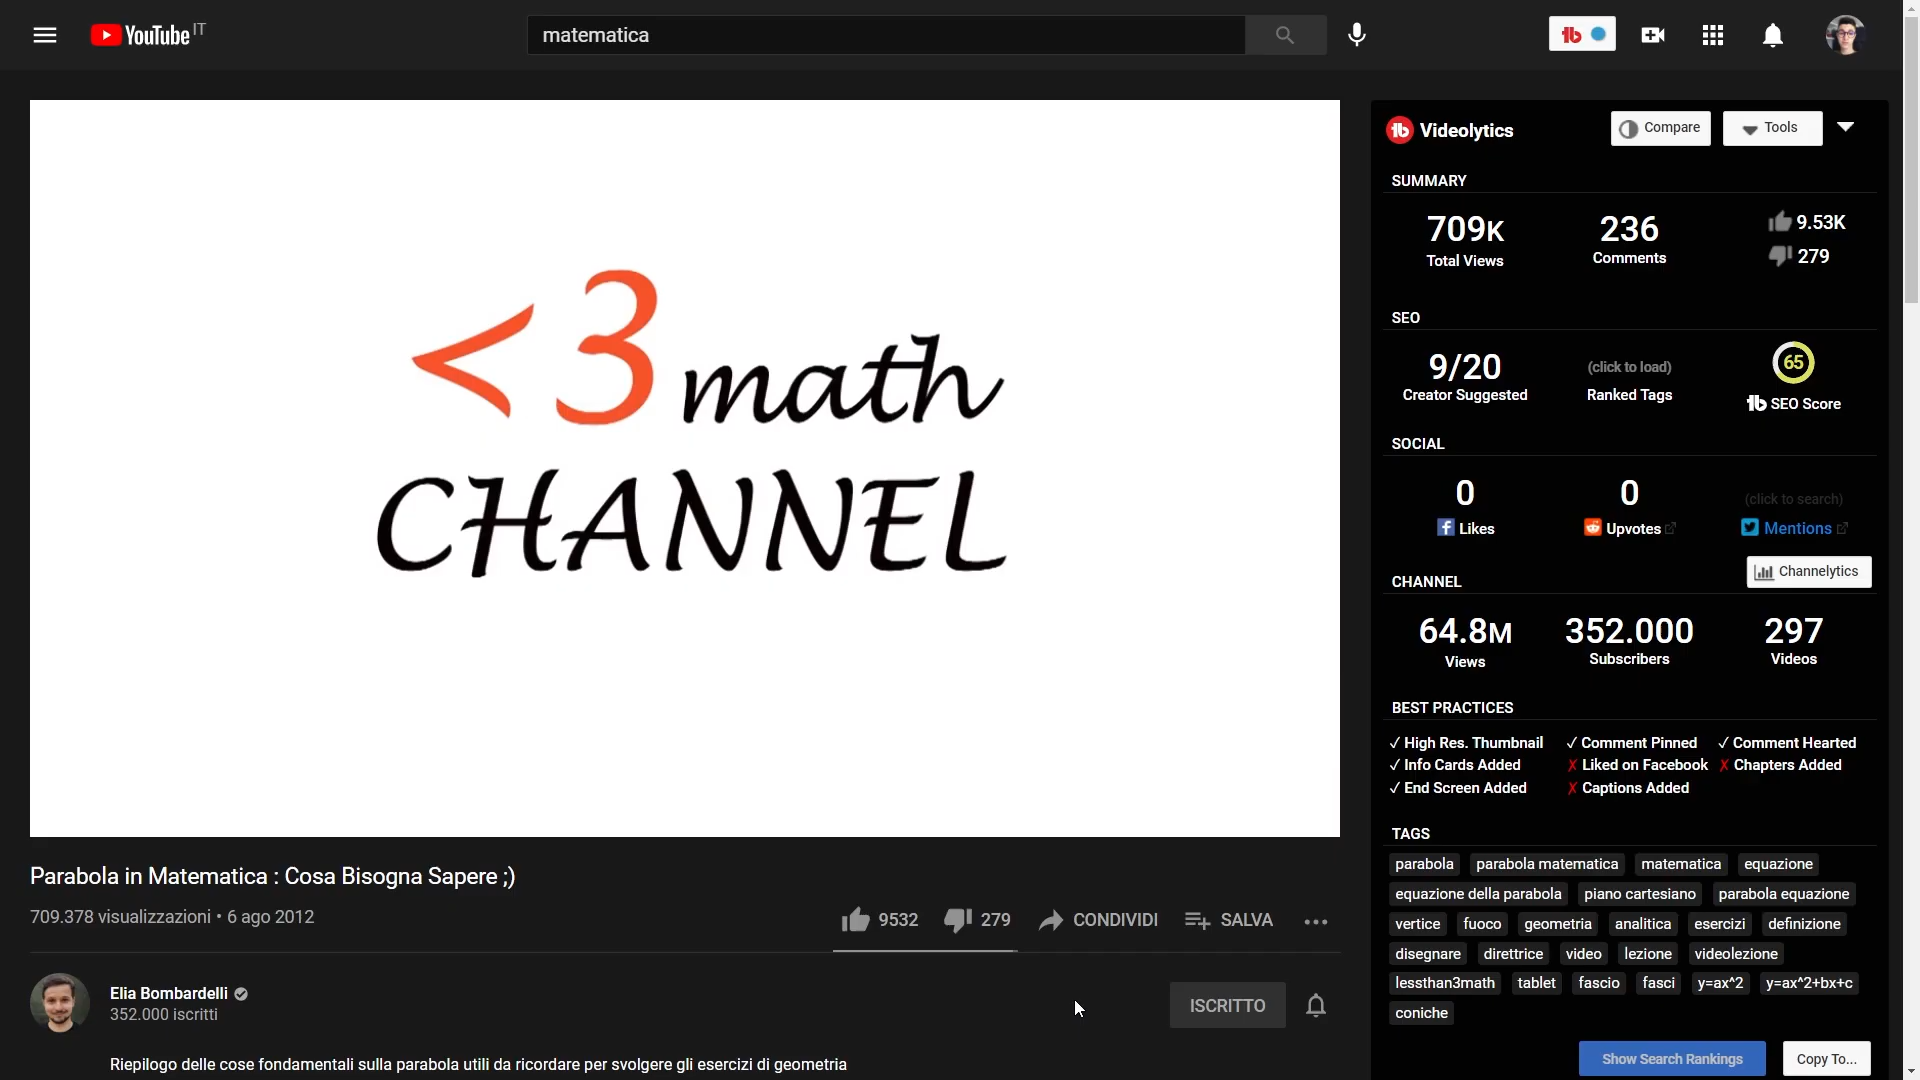 YouTube IT
matematica
<3 math
CHANNEL
Parabola in Matematica : Cosa Bisogna Sapere ;)
709.378 visualizzazioni • 6 ago 2012
9532 279 CONDIVIDI SALVA
Elia Bombardelli
352.000 iscritti
ISCRITTO
Riepilogo delle cose fondamentali sulla parabola utili da ricordare per svolgere gli esercizi di geometria
Videolytics Compare Tools
SUMMARY
709K 236 9.53K
Total Views Comments 279
SEO
9/20 (click to load) 65
Creator Suggested Ranked Tags SEO Score
SOCIAL
0 0 (click to search)
Likes Upvotes Mentions
Channelytics
CHANNEL
64.8M 352.000 297
Views Subscribers Videos
BEST PRACTICES
✓ High Res. Thumbnail ✓ Comment Pinned ✓ Comment Hearted
✓ Info Cards Added ✗ Liked on Facebook ✗ Chapters Added
✓ End Screen Added ✗ Captions Added
TAGS
parabola parabola matematica matematica equazione
equazione della parabola piano cartesiano parabola equazione
vertice fuoco geometria analitica esercizi definizione
disegnare direttrice video lezione videolezione
lessthan3math tablet fascio fasci y=ax^2 y=ax^2+bx+c
coniche
Show Search Rankings Copy To...